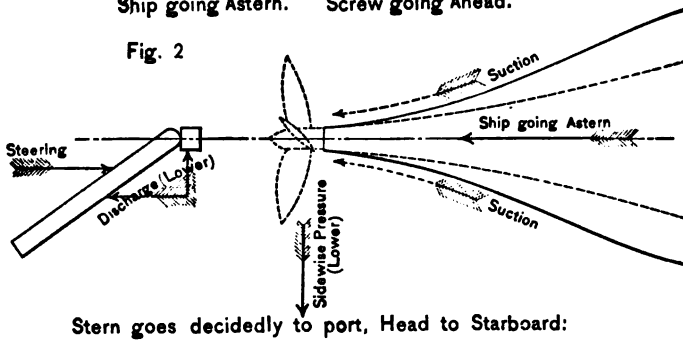 Ship going Astern. Screw going Ahead.
Fig. 2
Suction
Steering
Ship going Astern
Discharge (Lower)
Suction
Sidewise Pressure
(Lower)
Stern goes decidedly to port, Head to Starboard: